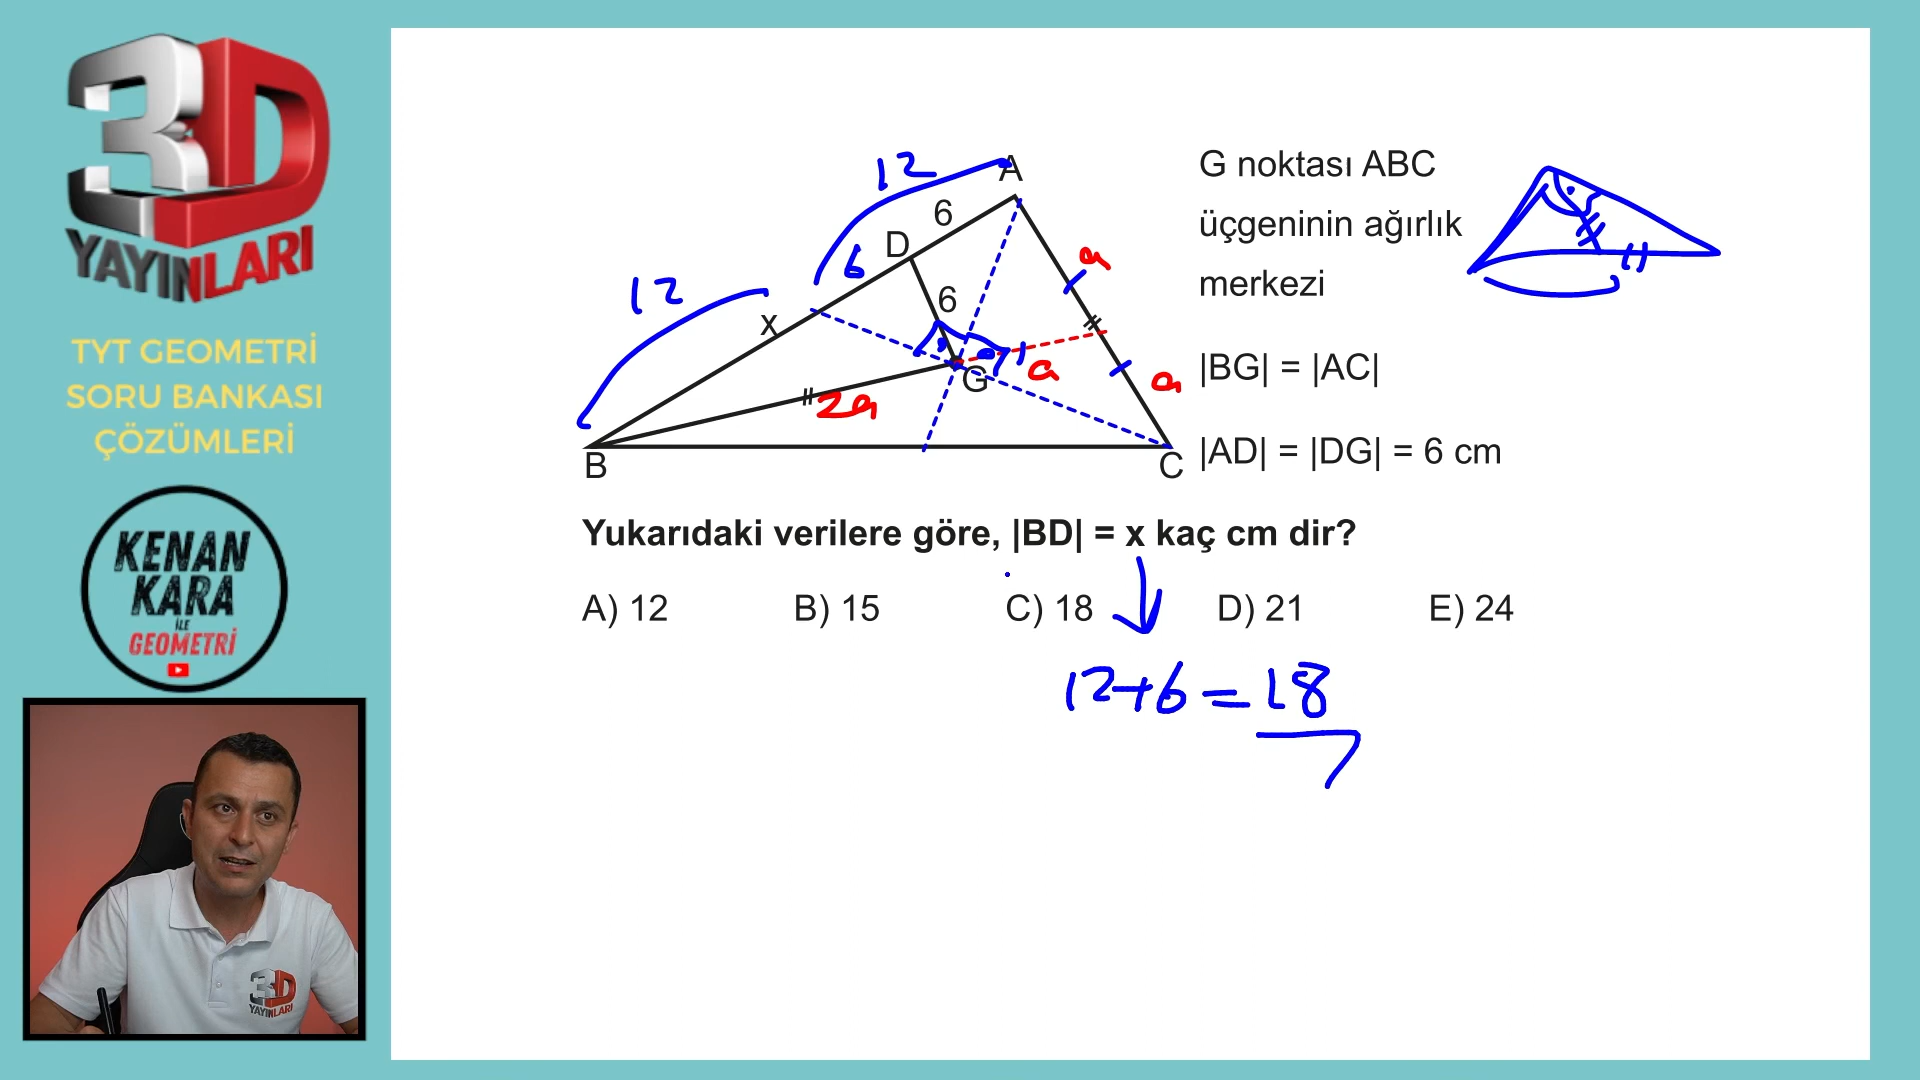 3D
YAYINLARI
TYT GEOMETRİ
SORU BANKASI
ÇÖZÜMLERİ
KENAN
KARA
İLE
GEOMETRİ
3D
YAYINLARI
12
A
6
D
6
12
x
6
a
a
a
G
2a
B
C
G noktası ABC
üçgeninin ağırlık
merkezi
|BG| = |AC|
|AD| = |DG| = 6 cm
Yukarıdaki verilere göre, |BD| = x kaç cm dir?
A) 12 B) 15 C) 18 D) 21 E) 24
12+6=18